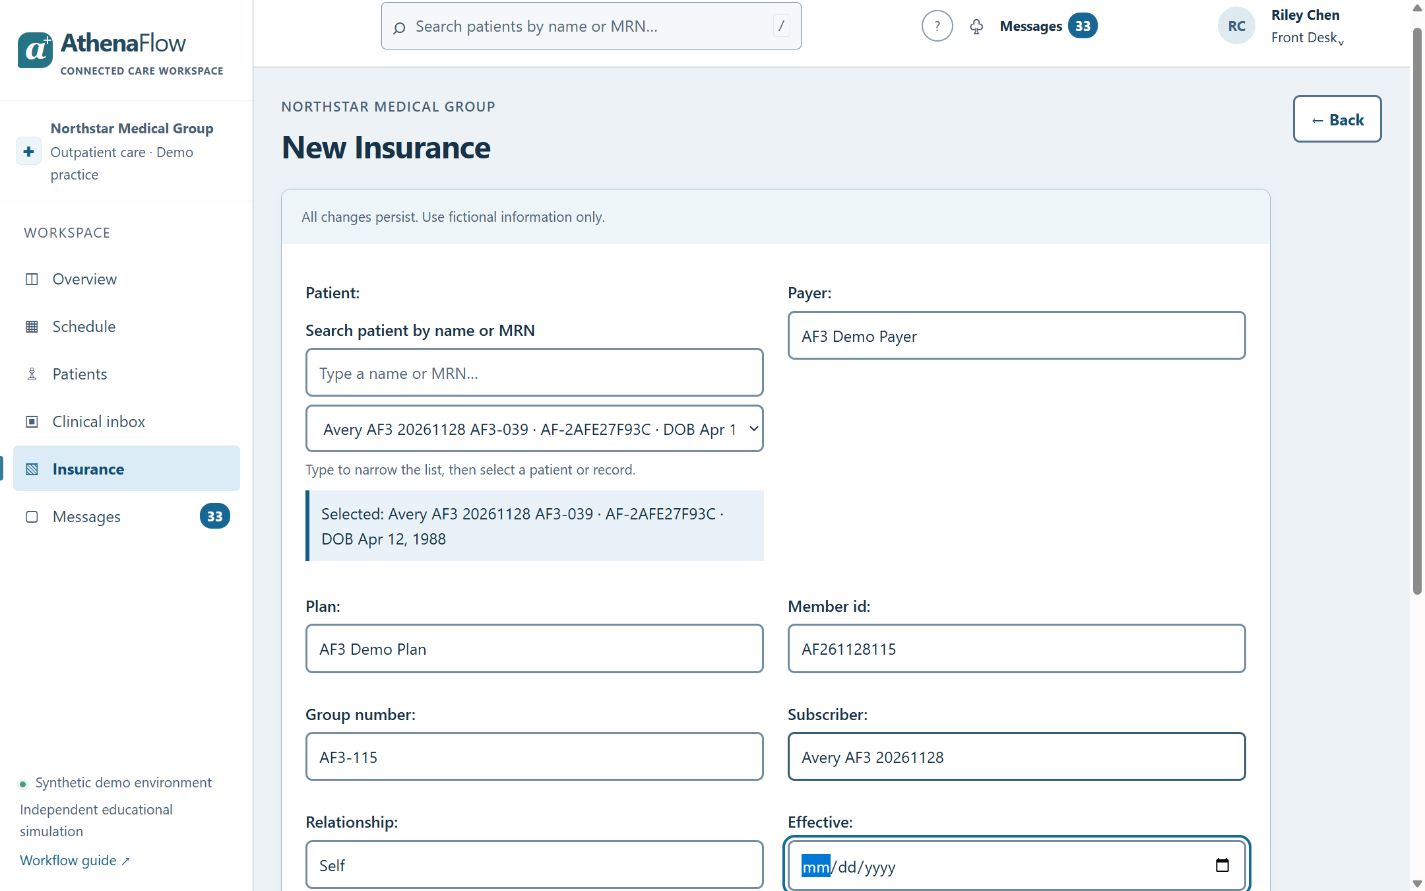 Search patients by name or MRN...
/
?
Messages 33
RC
Riley Chen
Front Desk
a+
AthenaFlow
CONNECTED CARE WORKSPACE
Northstar Medical Group
Outpatient care · Demo
practice
WORKSPACE
Overview
Schedule
Patients
Clinical inbox
Insurance
Messages 33
Synthetic demo environment
Independent educational
simulation
Workflow guide ↗
NORTHSTAR MEDICAL GROUP
New Insurance
← Back
All changes persist. Use fictional information only.
Patient:
Search patient by name or MRN
Type a name or MRN...
Avery AF3 20261128 AF3-039 · AF-2AFE27F93C · DOB Apr 1
Type to narrow the list, then select a patient or record.
Selected: Avery AF3 20261128 AF3-039 · AF-2AFE27F93C ·
DOB Apr 12, 1988
Payer:
AF3 Demo Payer
Plan:
AF3 Demo Plan
Member id:
AF261128115
Group number:
AF3-115
Subscriber:
Avery AF3 20261128
Relationship:
Self
Effective:
mm/dd/yyyy